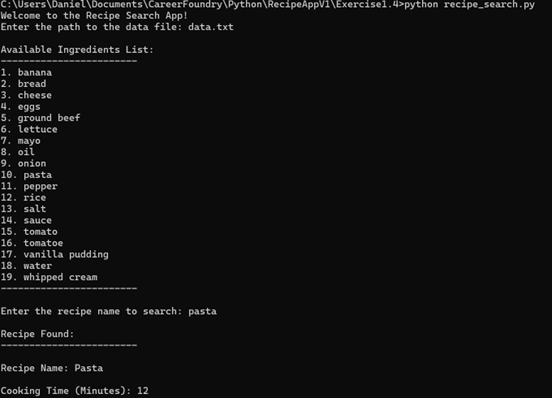 C:\Users\Daniel\Documents\CareerFoundry\Python\RecipeAppV1\Exercise1.4>python recipe_search.py
Welcome to the Recipe Search App!
Enter the path to the data file: data.txt

Available Ingredients List:
------------------------
1. banana
2. bread
3. cheese
4. eggs
5. ground beef
6. lettuce
7. mayo
8. oil
9. onion
10. pasta
11. pepper
12. rice
13. salt
14. sauce
15. tomato
16. tomatoe
17. vanilla pudding
18. water
19. whipped cream
------------------------

Enter the recipe name to search: pasta

Recipe Found:
------------------------

Recipe Name: Pasta

Cooking Time (Minutes): 12